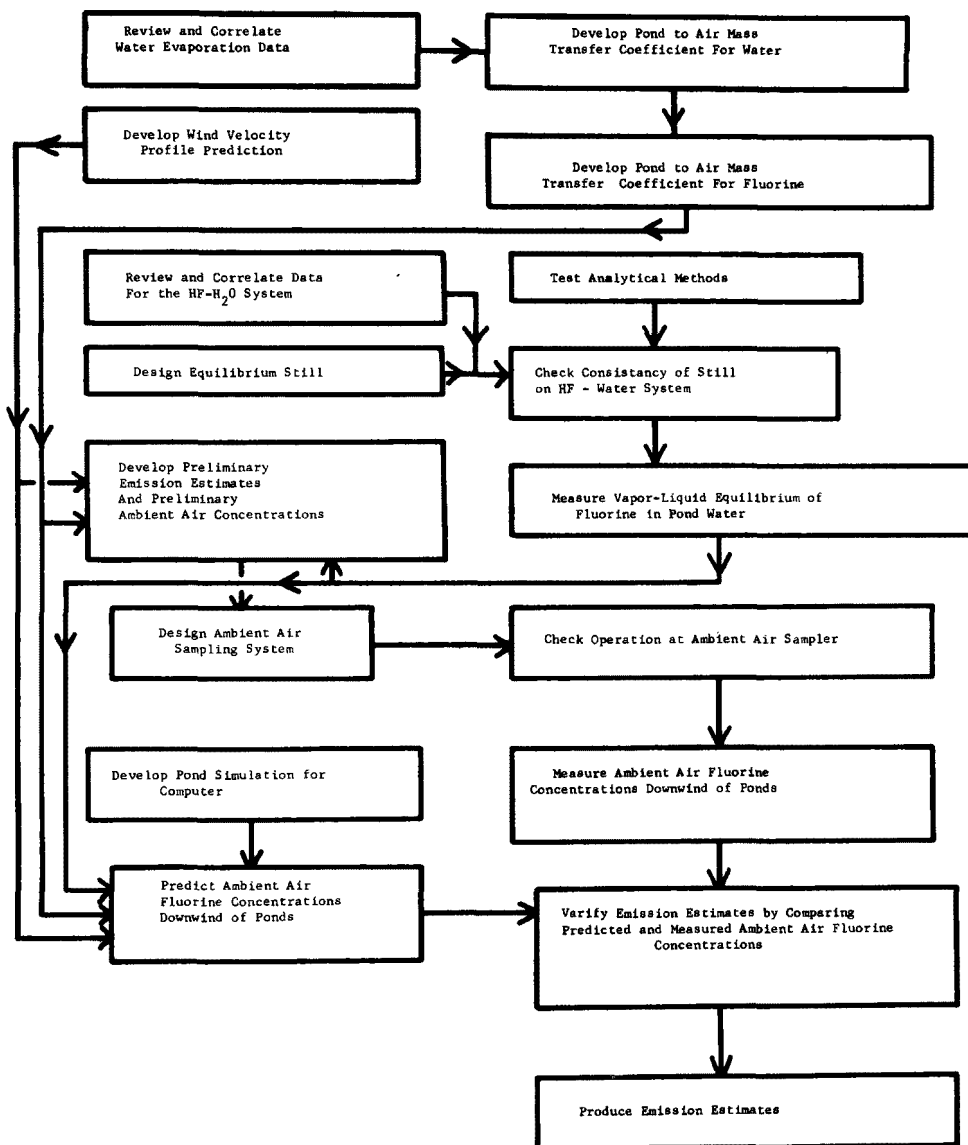 Review and Correlate
Water Evaporation Data
Develop Pond to Air Mass
Transfer Coefficient For Water
Develop Wind Velocity
Profile Prediction
Develop Pond to Air Mass
Transfer Coefficient For Fluorine
Review and Correlate Data
For the HF-H₂O System
Test Analytical Methods
Design Equilibrium Still
Check Consistancy of Still
on HF - Water System
Develop Preliminary
Emission Estimates
And Preliminary
Ambient Air Concentrations
Measure Vapor-Liquid Equilibrium of
Fluorine in Pond Water
Design Ambient Air
Sampling System
Check Operation at Ambient Air Sampler
Develop Pond Simulation for
Computer
Measure Ambient Air Fluorine
Concentrations Downwind of Ponds
Predict Ambient Air
Fluorine Concentrations
Downwind of Ponds
Varify Emission Estimates by Comparing
Predicted and Measured Ambient Air Fluorine
Concentrations
Produce Emission Estimates